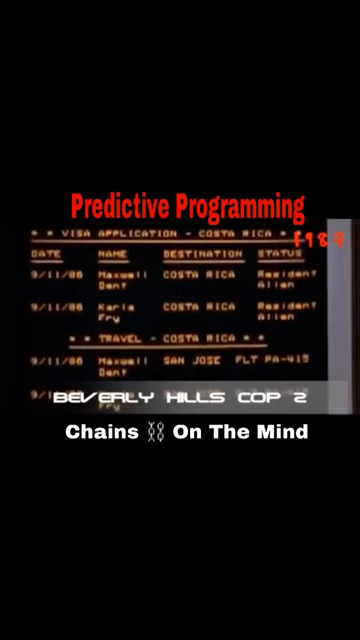 Predictive Programming
1987
* * VISA APPLICATION - COSTA RICA * *
DATE NAME DESTINATION STATUS
9/11/86 Maxwell Dent COSTA RICA Resident Alien
9/11/86 Karla Fry COSTA RICA Resident Alien
* * TRAVEL - COSTA RICA * *
9/11/86 Maxwell Dent SAN JOSE FLT PA-415
BEVERLY HILLS COP 2
Fry
Chains ⛓ On The Mind